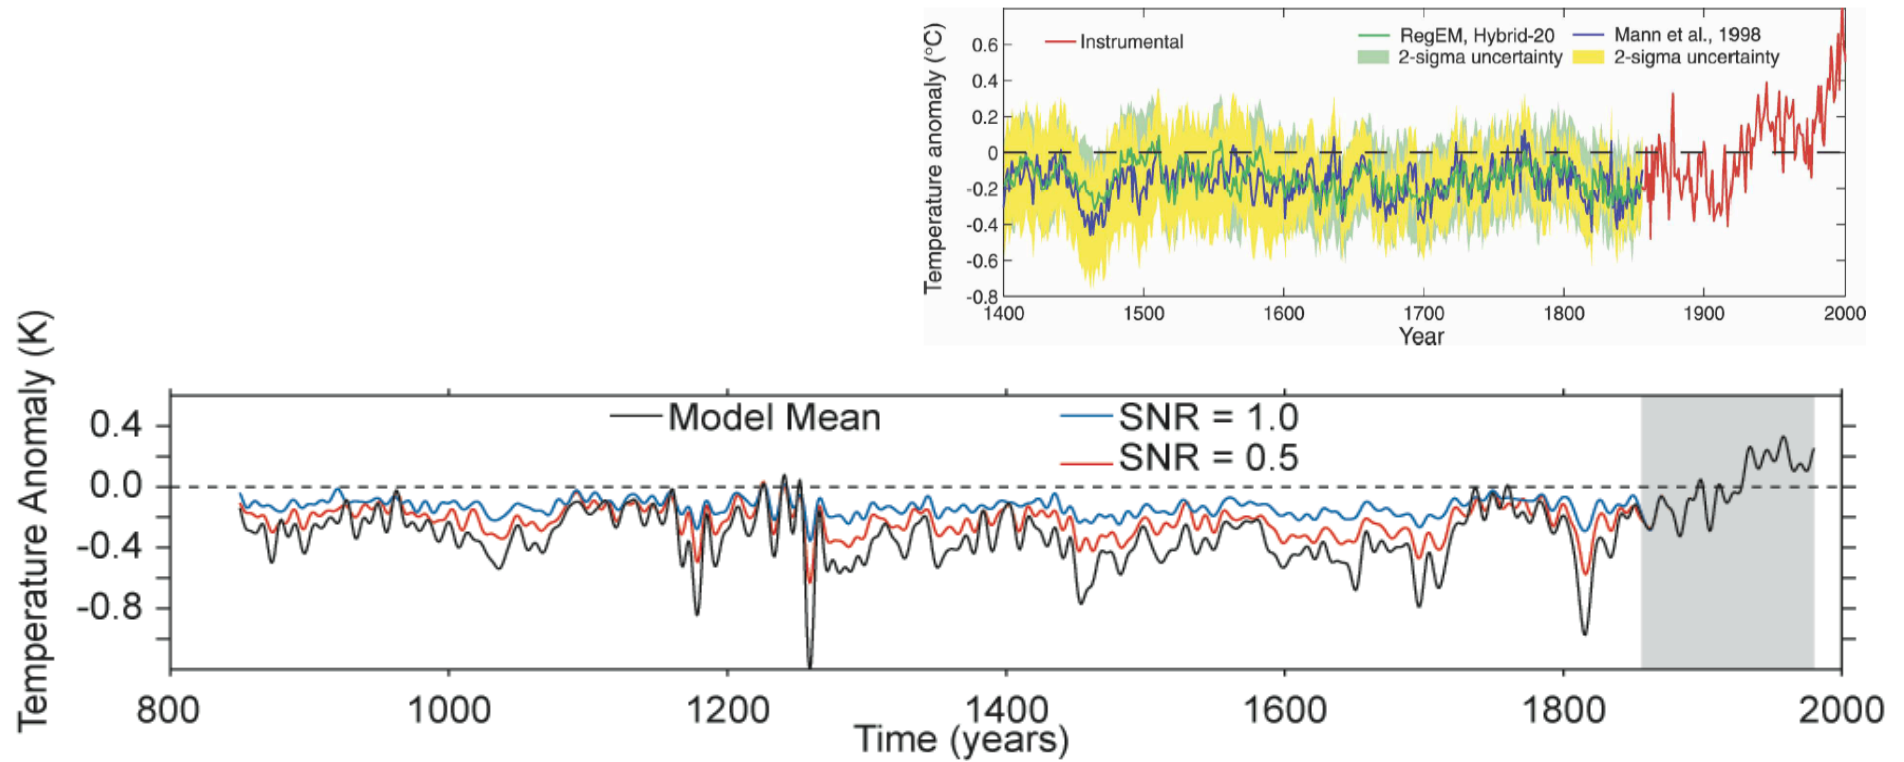 Temperature anomaly (°C)
0.6
0.4
0.2
0
-0.2
-0.4
-0.6
-0.8
Instrumental
RegEM, Hybrid-20
2-sigma uncertainty
Mann et al., 1998
2-sigma uncertainty
1400 1500 1600 1700 1800 1900 2000
Year
Temperature Anomaly (K)
0.4
0.0
-0.4
-0.8
Model Mean
SNR = 1.0
SNR = 0.5
800 1000 1200 1400 1600 1800 2000
Time (years)